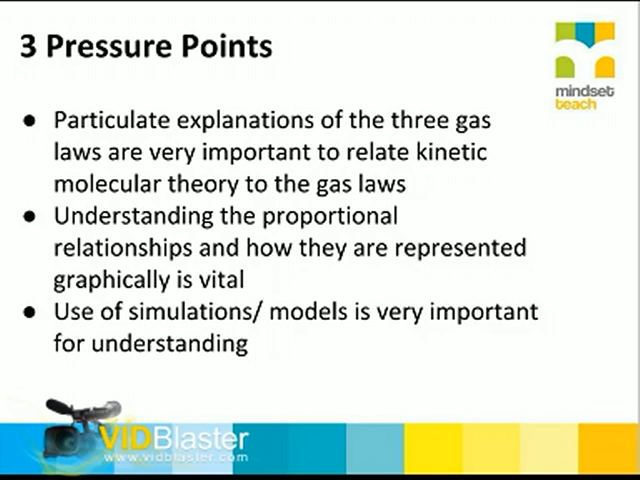 3 Pressure Points
mindset
teach
● Particulate explanations of the three gas
laws are very important to relate kinetic
molecular theory to the gas laws
● Understanding the proportional
relationships and how they are represented
graphically is vital
● Use of simulations/ models is very important
for understanding
VIDBlaster
www.vidblaster.com